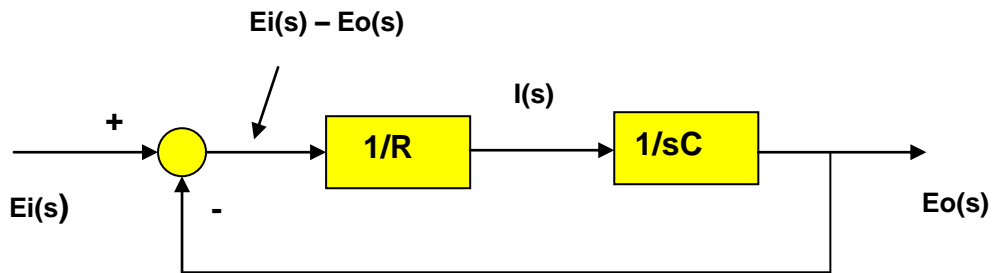 Ei(s) – Eo(s)
I(s)
+
1/R
1/sC
Ei(s)
-
Eo(s)